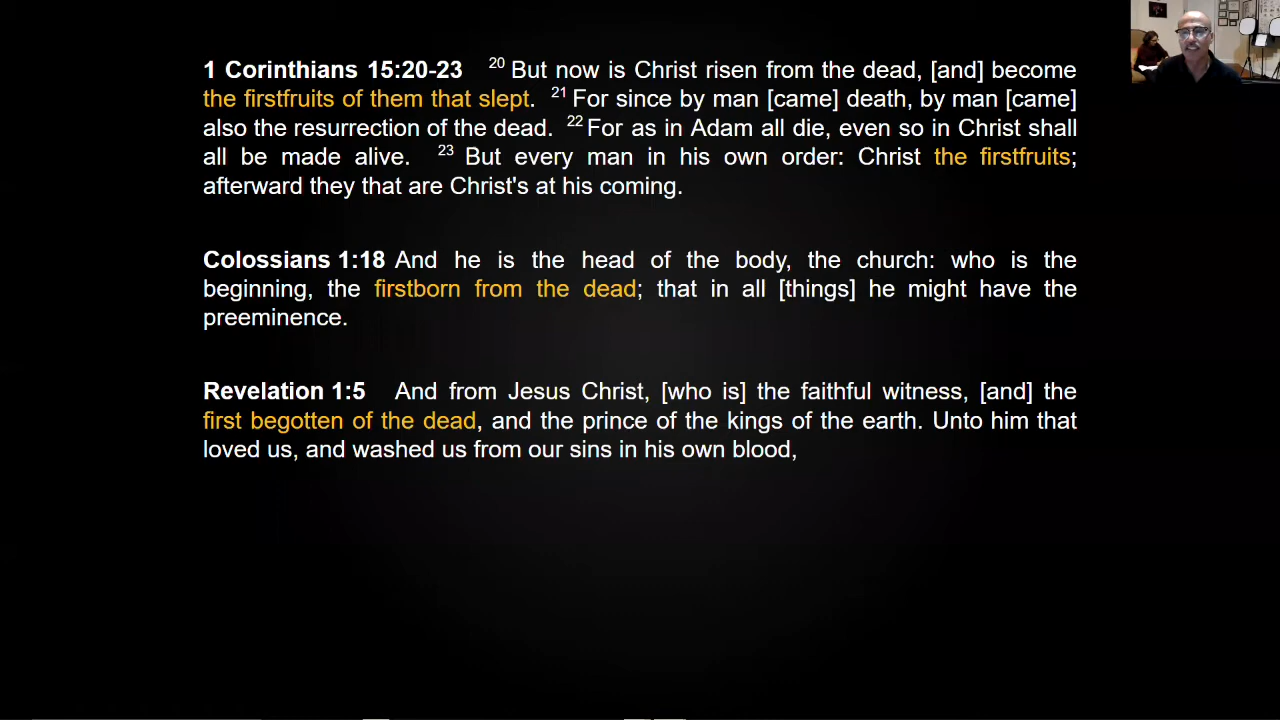 1 Corinthians 15:20-23 20 But now is Christ risen from the dead, [and] become
the firstfruits of them that slept. 21 For since by man [came] death, by man [came]
also the resurrection of the dead. 22 For as in Adam all die, even so in Christ shall
all be made alive. 23 But every man in his own order: Christ the firstfruits;
afterward they that are Christ's at his coming.
Colossians 1:18 And he is the head of the body, the church: who is the
beginning, the firstborn from the dead; that in all [things] he might have the
preeminence.
Revelation 1:5 And from Jesus Christ, [who is] the faithful witness, [and] the
first begotten of the dead, and the prince of the kings of the earth. Unto him that
loved us, and washed us from our sins in his own blood,